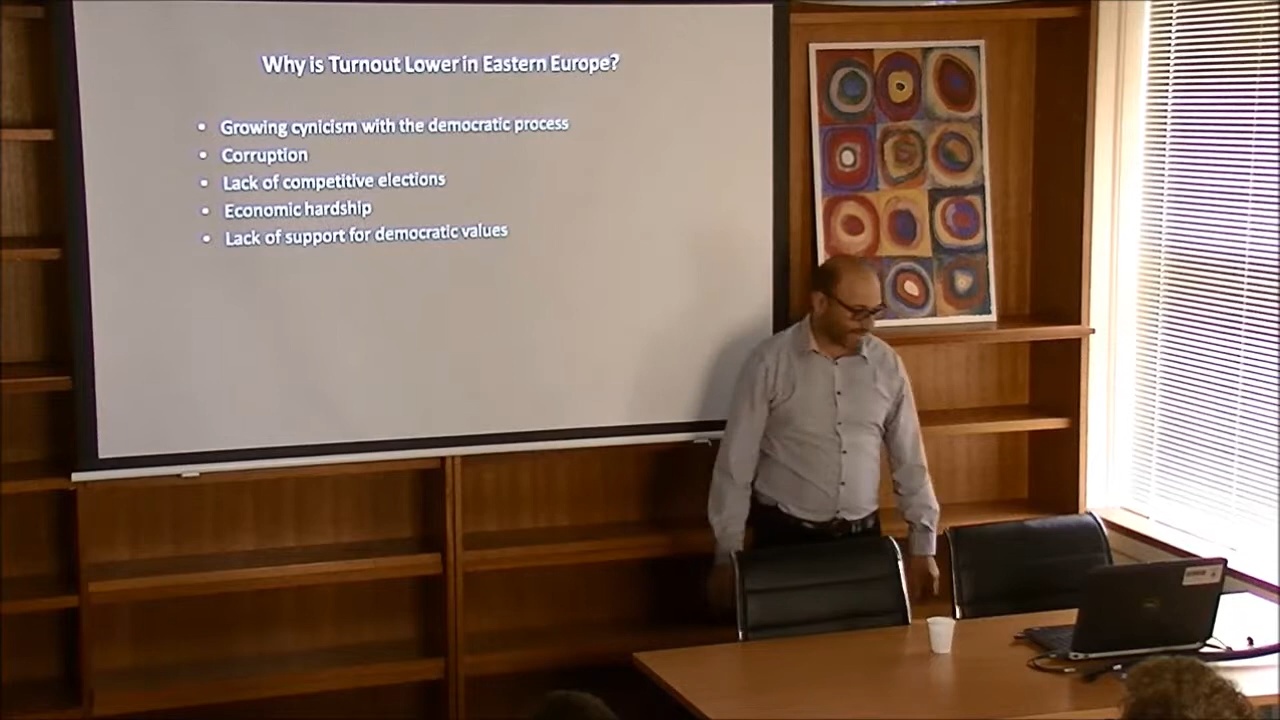 Why is Turnout Lower in Eastern Europe?
• Growing cynicism with the democratic process
• Corruption
• Lack of competitive elections
• Economic hardship
• Lack of support for democratic values